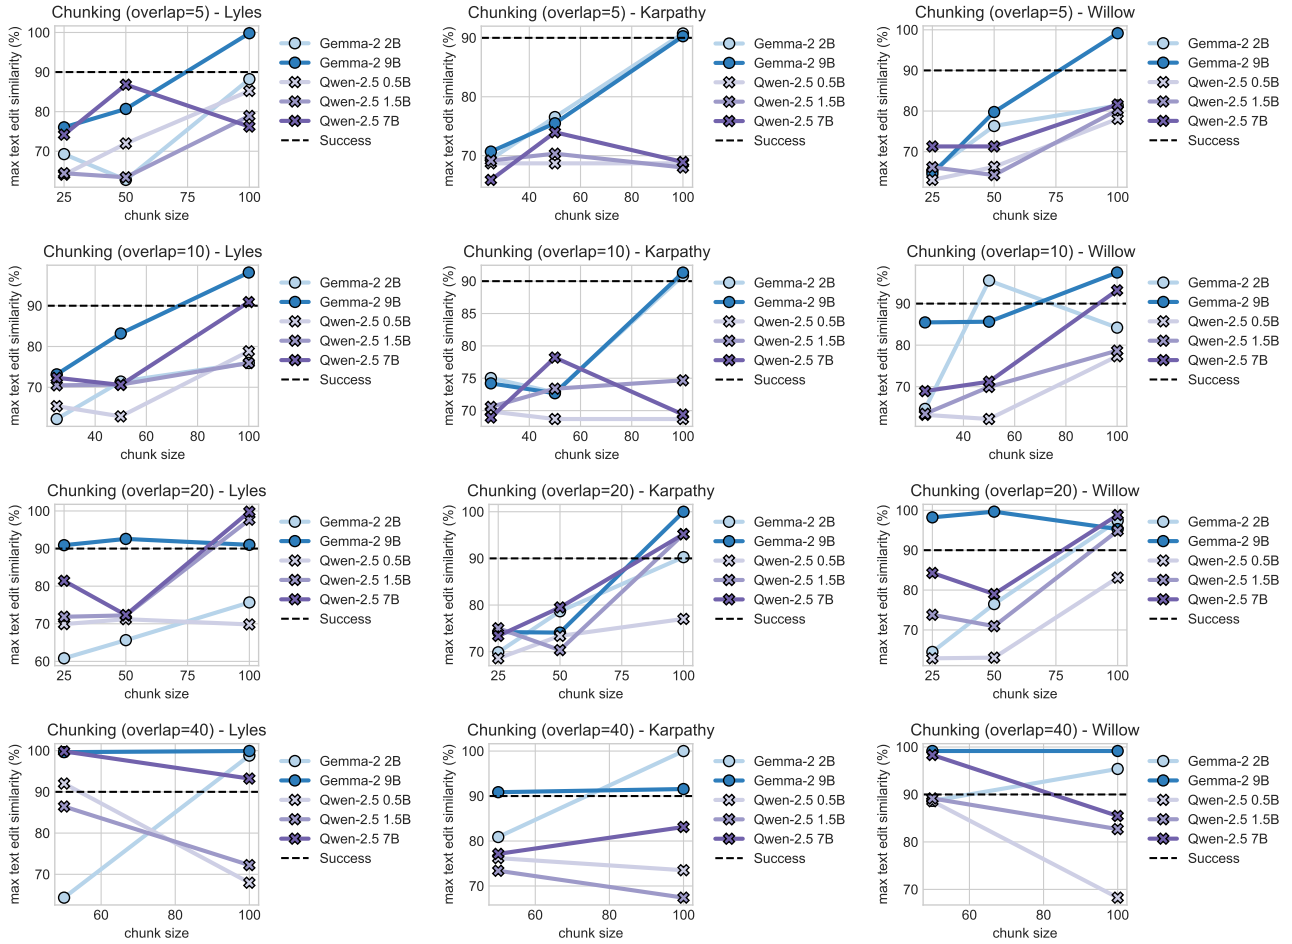 Chunking (overlap=5) - Lyles
max text edit similarity (%)
100
90
80
70
25
50
75
100
chunk size
Gemma-2 2B
Gemma-2 9B
Qwen-2.5 0.5B
Qwen-2.5 1.5B
Qwen-2.5 7B
Success
Chunking (overlap=5) - Karpathy
max text edit similarity (%)
90
80
70
40
60
80
100
chunk size
Gemma-2 2B
Gemma-2 9B
Qwen-2.5 0.5B
Qwen-2.5 1.5B
Qwen-2.5 7B
Success
Chunking (overlap=5) - Willow
max text edit similarity (%)
100
90
80
70
25
50
75
100
chunk size
Gemma-2 2B
Gemma-2 9B
Qwen-2.5 0.5B
Qwen-2.5 1.5B
Qwen-2.5 7B
Success
Chunking (overlap=10) - Lyles
max text edit similarity (%)
90
80
70
40
60
80
100
chunk size
Gemma-2 2B
Gemma-2 9B
Qwen-2.5 0.5B
Qwen-2.5 1.5B
Qwen-2.5 7B
Success
Chunking (overlap=10) - Karpathy
max text edit similarity (%)
90
85
80
75
70
40
60
80
100
chunk size
Gemma-2 2B
Gemma-2 9B
Qwen-2.5 0.5B
Qwen-2.5 1.5B
Qwen-2.5 7B
Success
Chunking (overlap=10) - Willow
max text edit similarity (%)
90
80
70
40
60
80
100
chunk size
Gemma-2 2B
Gemma-2 9B
Qwen-2.5 0.5B
Qwen-2.5 1.5B
Qwen-2.5 7B
Success
Chunking (overlap=20) - Lyles
max text edit similarity (%)
100
90
80
70
60
25
50
75
100
chunk size
Gemma-2 2B
Gemma-2 9B
Qwen-2.5 0.5B
Qwen-2.5 1.5B
Qwen-2.5 7B
Success
Chunking (overlap=20) - Karpathy
max text edit similarity (%)
100
90
80
70
25
50
75
100
chunk size
Gemma-2 2B
Gemma-2 9B
Qwen-2.5 0.5B
Qwen-2.5 1.5B
Qwen-2.5 7B
Success
Chunking (overlap=20) - Willow
max text edit similarity (%)
100
90
80
70
25
50
75
100
chunk size
Gemma-2 2B
Gemma-2 9B
Qwen-2.5 0.5B
Qwen-2.5 1.5B
Qwen-2.5 7B
Success
Chunking (overlap=40) - Lyles
max text edit similarity (%)
100
90
80
70
60
80
100
chunk size
Gemma-2 2B
Gemma-2 9B
Qwen-2.5 0.5B
Qwen-2.5 1.5B
Qwen-2.5 7B
Success
Chunking (overlap=40) - Karpathy
max text edit similarity (%)
100
90
80
70
60
80
100
chunk size
Gemma-2 2B
Gemma-2 9B
Qwen-2.5 0.5B
Qwen-2.5 1.5B
Qwen-2.5 7B
Success
Chunking (overlap=40) - Willow
max text edit similarity (%)
100
90
80
70
60
80
100
chunk size
Gemma-2 2B
Gemma-2 9B
Qwen-2.5 0.5B
Qwen-2.5 1.5B
Qwen-2.5 7B
Success